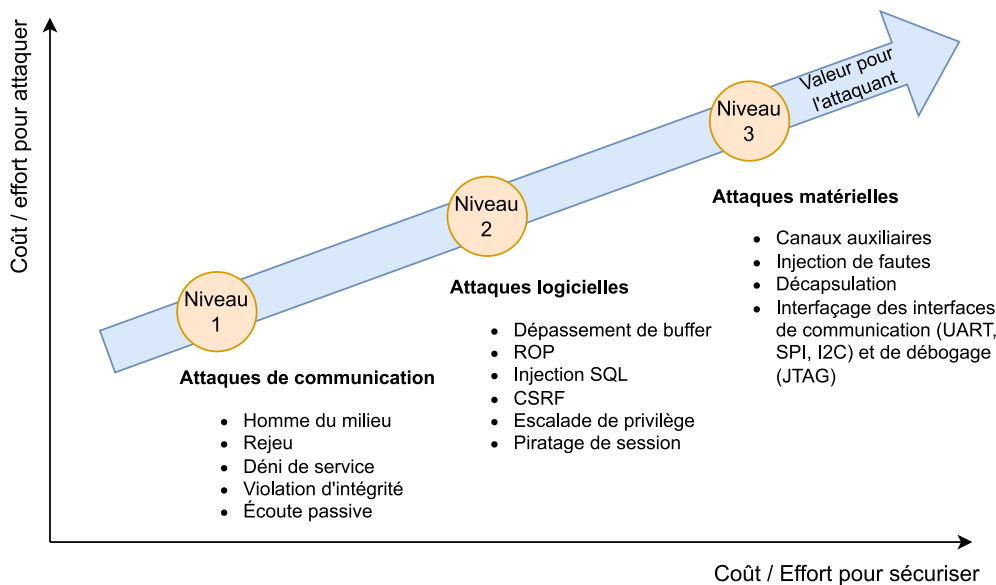 Coût / effort pour attaquer
Valeur pour
l'attaquant
Niveau
3
Niveau
2
Niveau
1
Attaques matérielles
• Canaux auxiliaires
• Injection de fautes
• Décapsulation
• Interfaçage des interfaces
de communication (UART,
SPI, I2C) et de débogage
(JTAG)
Attaques logicielles
• Dépassement de buffer
• ROP
• Injection SQL
• CSRF
• Escalade de privilège
• Piratage de session
Attaques de communication
• Homme du milieu
• Rejeu
• Déni de service
• Violation d'intégrité
• Écoute passive
Coût / Effort pour sécuriser